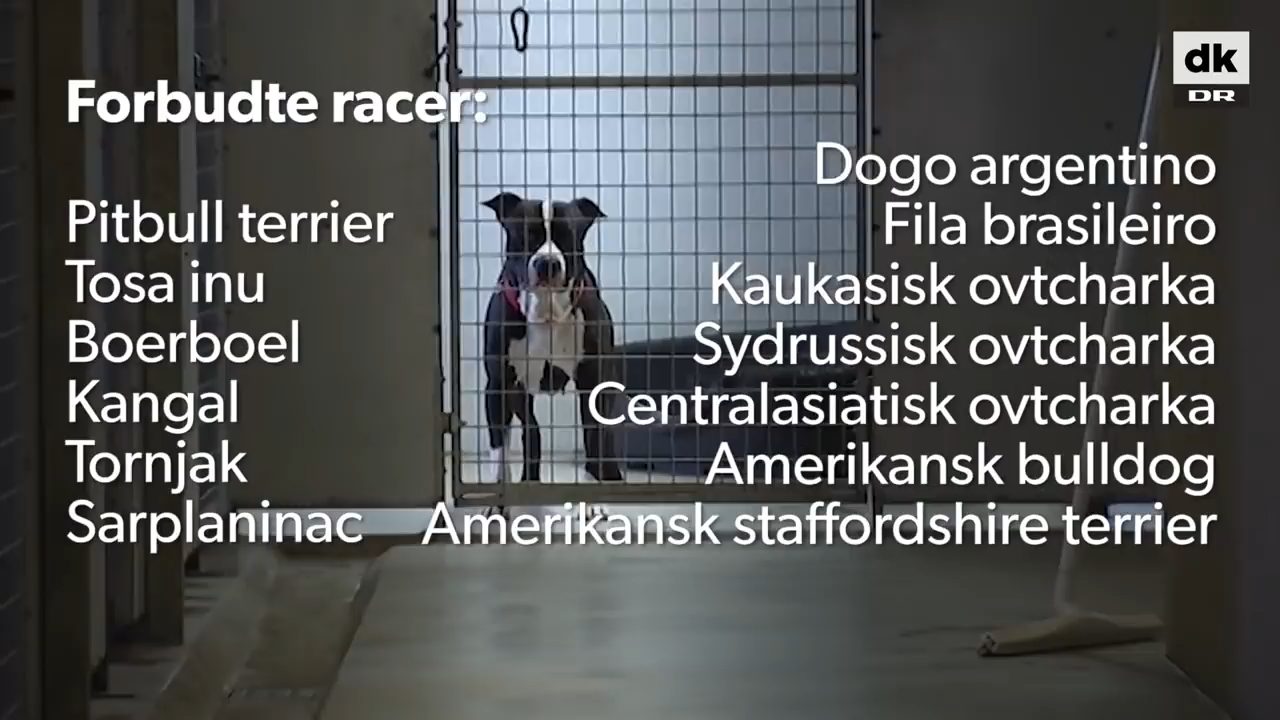 dk
DR
Forbudte racer:
Pitbull terrier
Tosa inu
Boerboel
Kangal
Tornjak
Sarplaninac
Dogo argentino
Fila brasileiro
Kaukasisk ovtcharka
Sydrussisk ovtcharka
Centralasiatisk ovtcharka
Amerikansk bulldog
Amerikansk staffordshire terrier